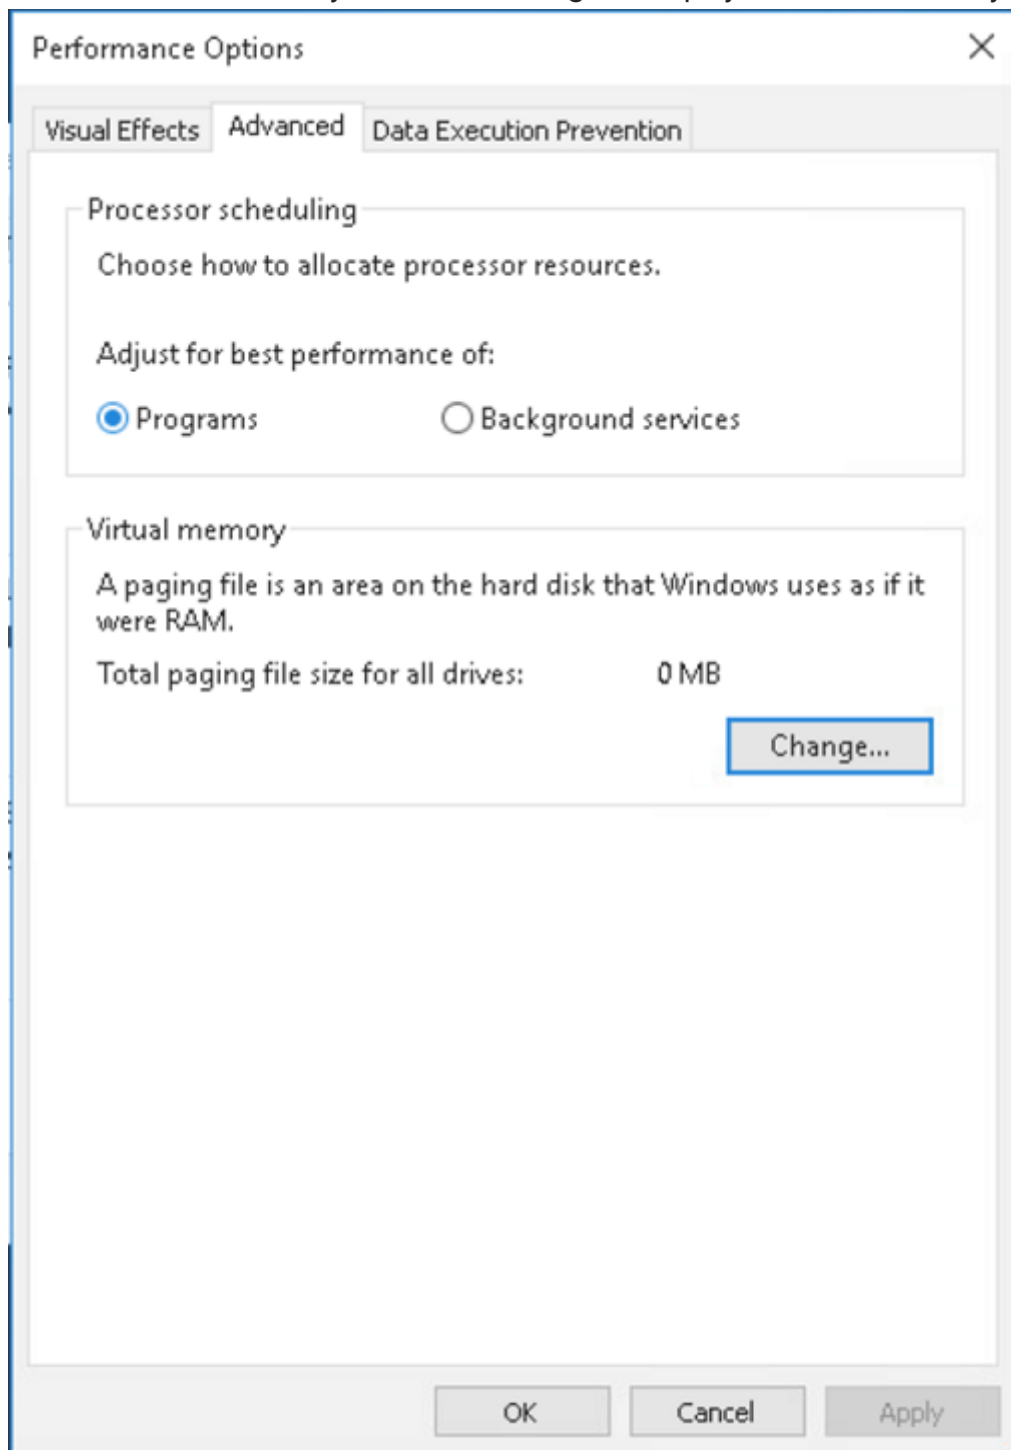 Performance Options
Visual Effects
Advanced
Data Execution Prevention
Processor scheduling
Choose how to allocate processor resources.
Adjust for best performance of:
Programs
Background services
Virtual memory
A paging file is an area on the hard disk that Windows uses as if it
were RAM.
Total paging file size for all drives:
0 MB
Change...
OK
Cancel
Apply